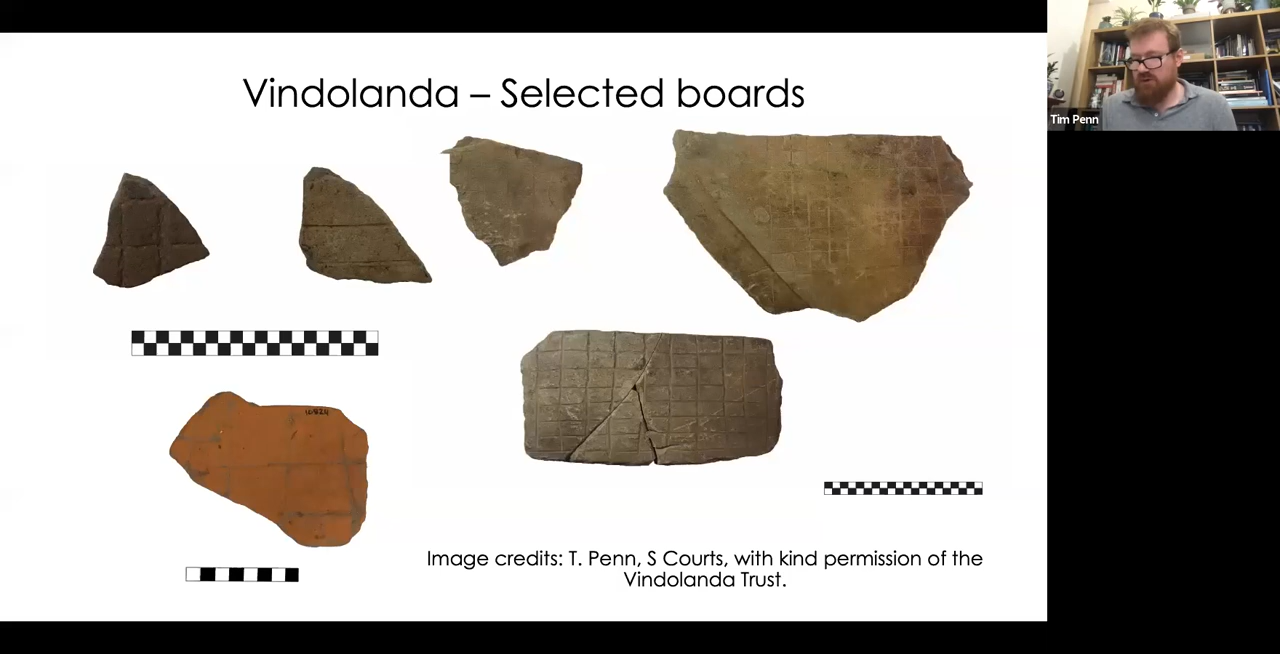 Vindolanda – Selected boards
Tim Penn
Image credits: T. Penn, S Courts, with kind permission of the
Vindolanda Trust.